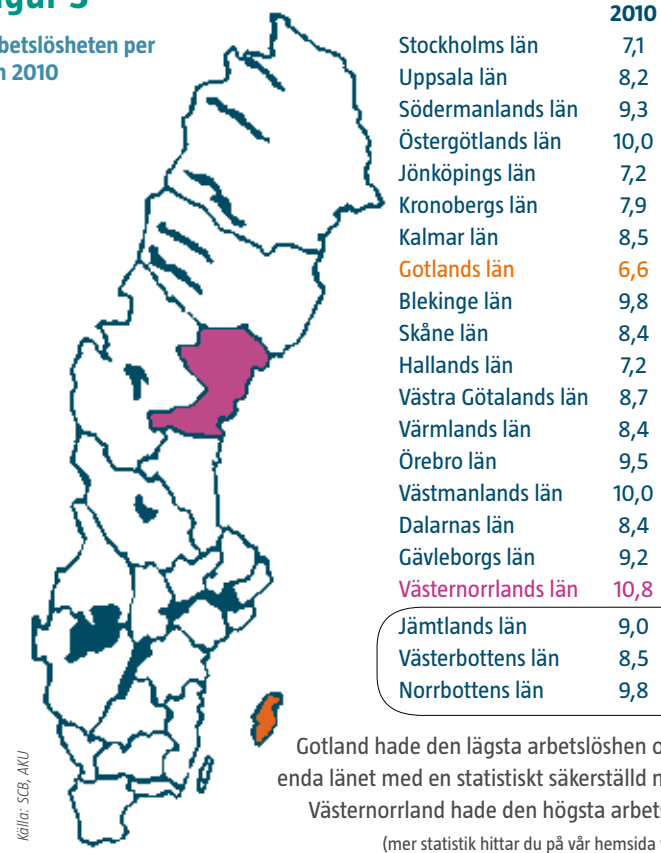 betslösheten per
2010
2010
Stockholms län 7,1
Uppsala län 8,2
Södermanlands län 9,3
Östergötlands län 10,0
Jönköpings län 7,2
Kronobergs län 7,9
Kalmar län 8,5
Gotlands län 6,6
Blekinge län 9,8
Skåne län 8,4
Hallands län 7,2
Västra Götalands län 8,7
Värmlands län 8,4
Örebro län 9,5
Västmanlands län 10,0
Dalarnas län 8,4
Gävleborgs län 9,2
Västernorrlands län 10,8
Jämtlands län 9,0
Västerbottens län 8,5
Norrbottens län 9,8
Gotland hade den lägsta arbetslöshen
enda länet med en statistiskt säkerställd
Västernorrland hade den högsta arbets
(mer statistik hittar du på vår hemsida
Källa: SCB, AKU